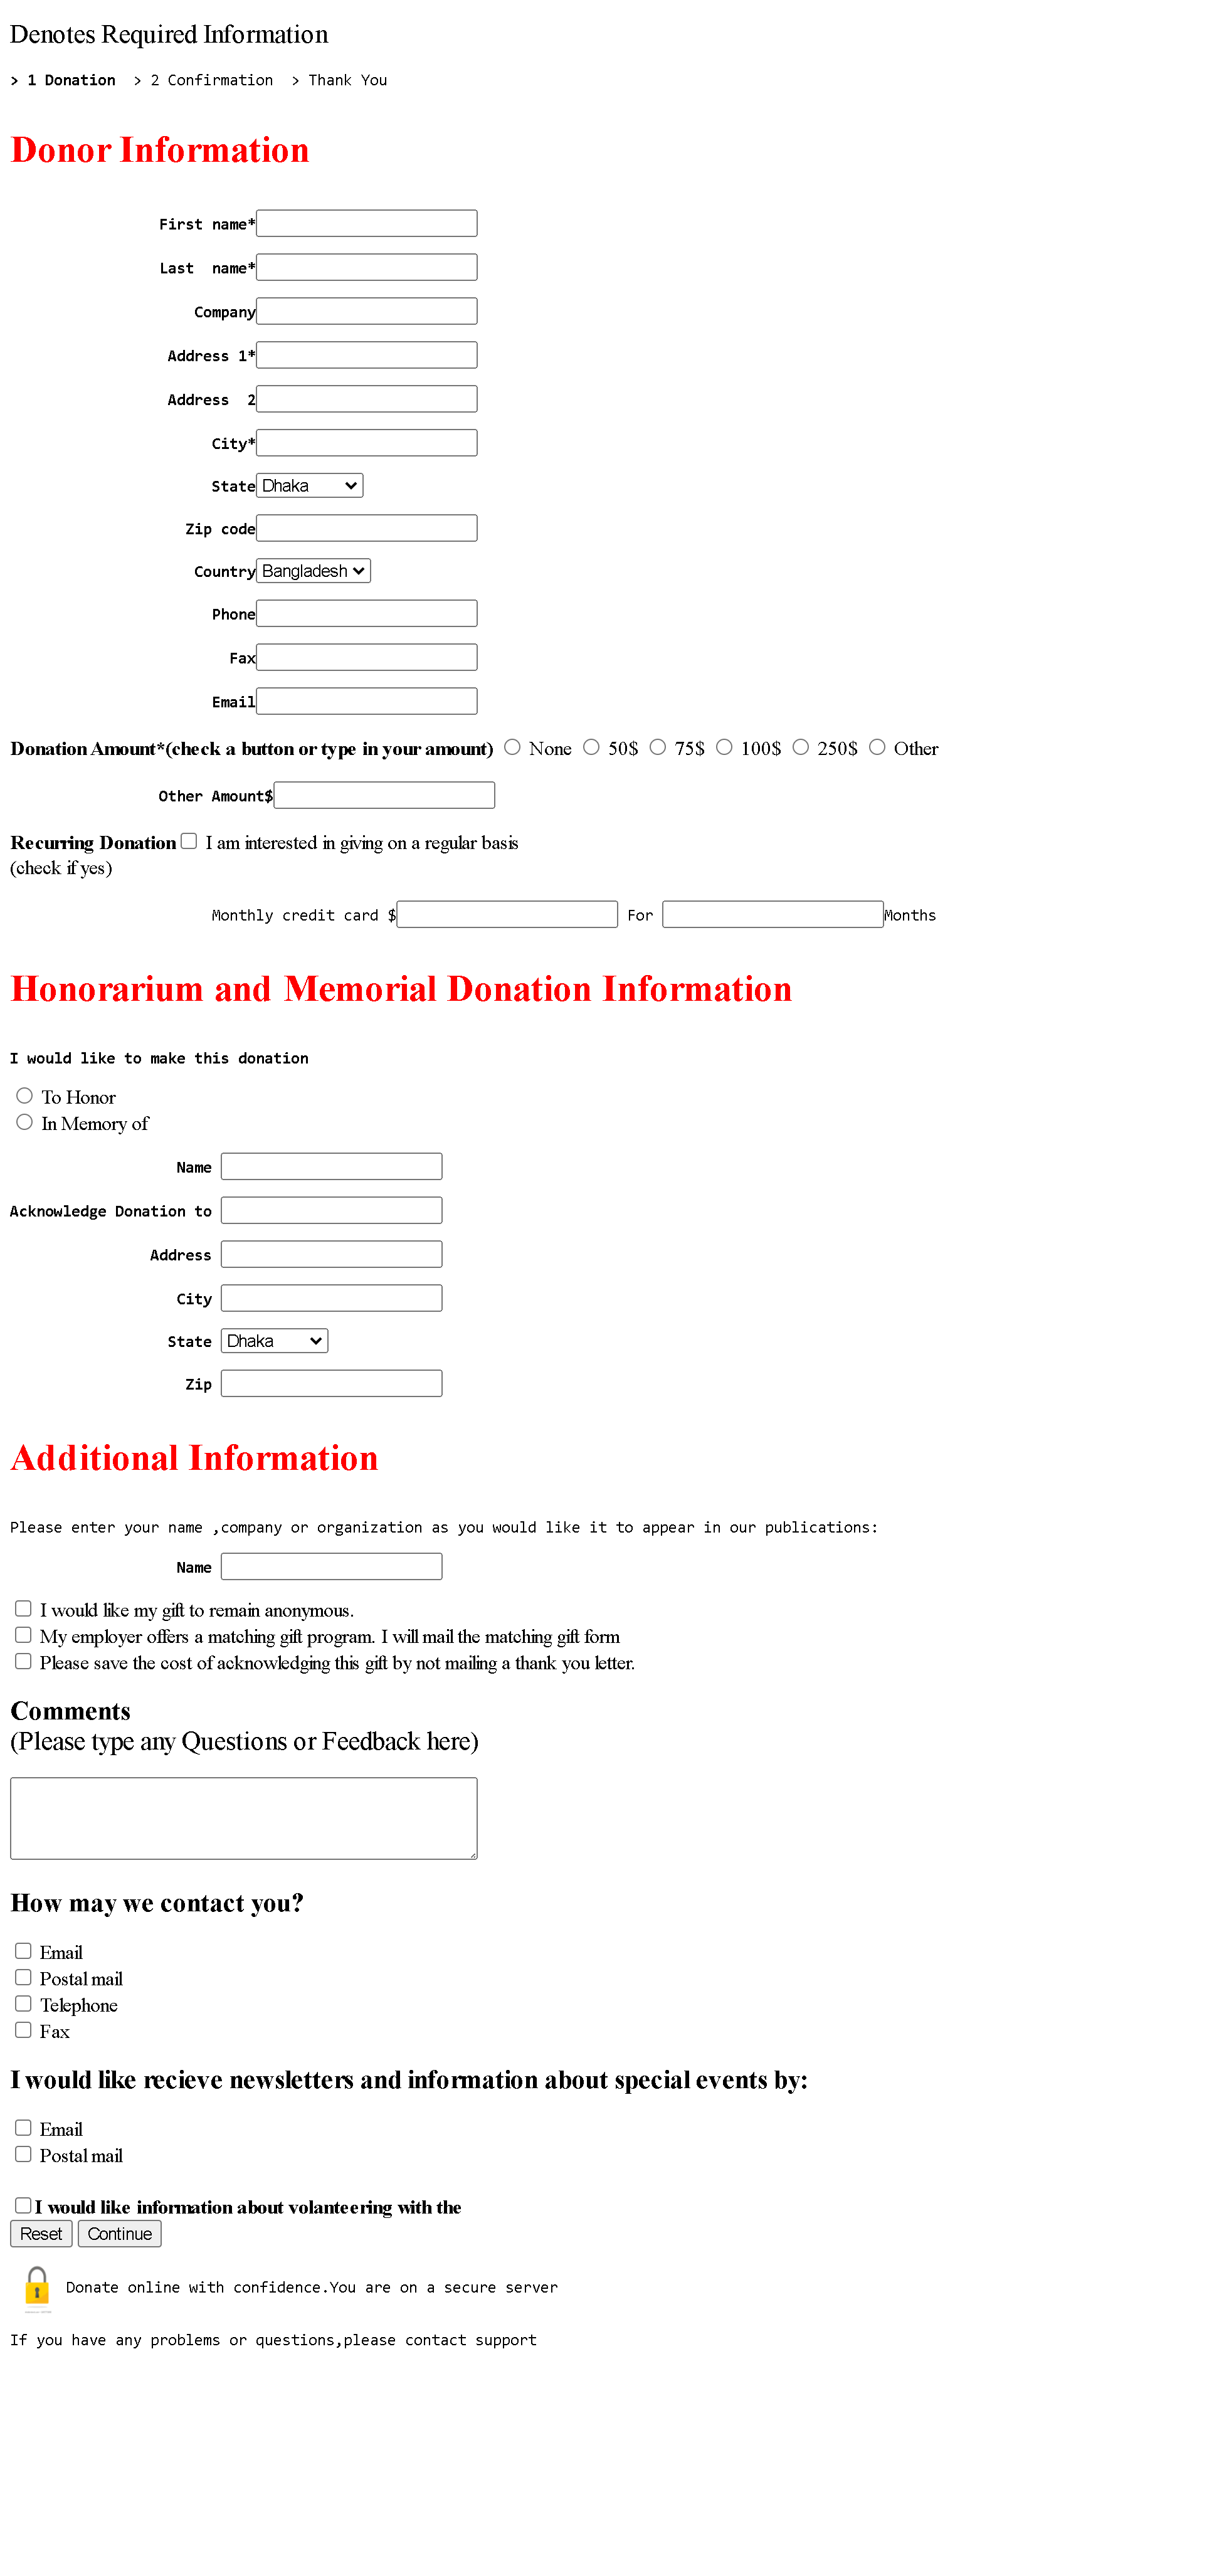 Denotes Required Information
> 1 Donation > 2 Confirmation > Thank You
Donor Information
First name*
Last name*
Company
Address 1*
Address 2
City*
State Dhaka
Zip code
Country Bangladesh
Phone
Fax
Email
Donation Amount*(check a button or type in your amount) None 50$ 75$ 100$ 250$ Other
Other Amount$
Recurring Donation I am interested in giving on a regular basis
(check if yes)
Monthly credit card $ For Months
Honorarium and Memorial Donation Information
I would like to make this donation
To Honor
In Memory of
Name
Acknowledge Donation to
Address
City
State Dhaka
Zip
Additional Information
Please enter your name ,company or organization as you would like it to appear in our publications:
Name
I would like my gift to remain anonymous.
My employer offers a matching gift program. I will mail the matching gift form
Please save the cost of acknowledging this gift by not mailing a thank you letter.
Comments
(Please type any Questions or Feedback here)
How may we contact you?
Email
Postal mail
Telephone
Fax
I would like recieve newsletters and information about special events by:
Email
Postal mail
I would like information about volanteering with the
Reset Continue
Donate online with confidence.You are on a secure server
If you have any problems or questions,please contact support